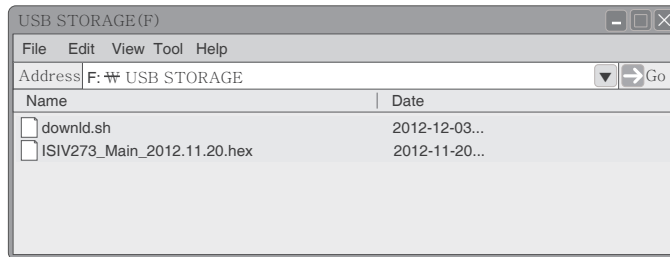 USB STORAGE(F)
File Edit View Tool Help
Address F: ₩ USB STORAGE Go
Name Date
downld.sh 2012-12-03...
ISIV273_Main_2012.11.20.hex 2012-11-20...